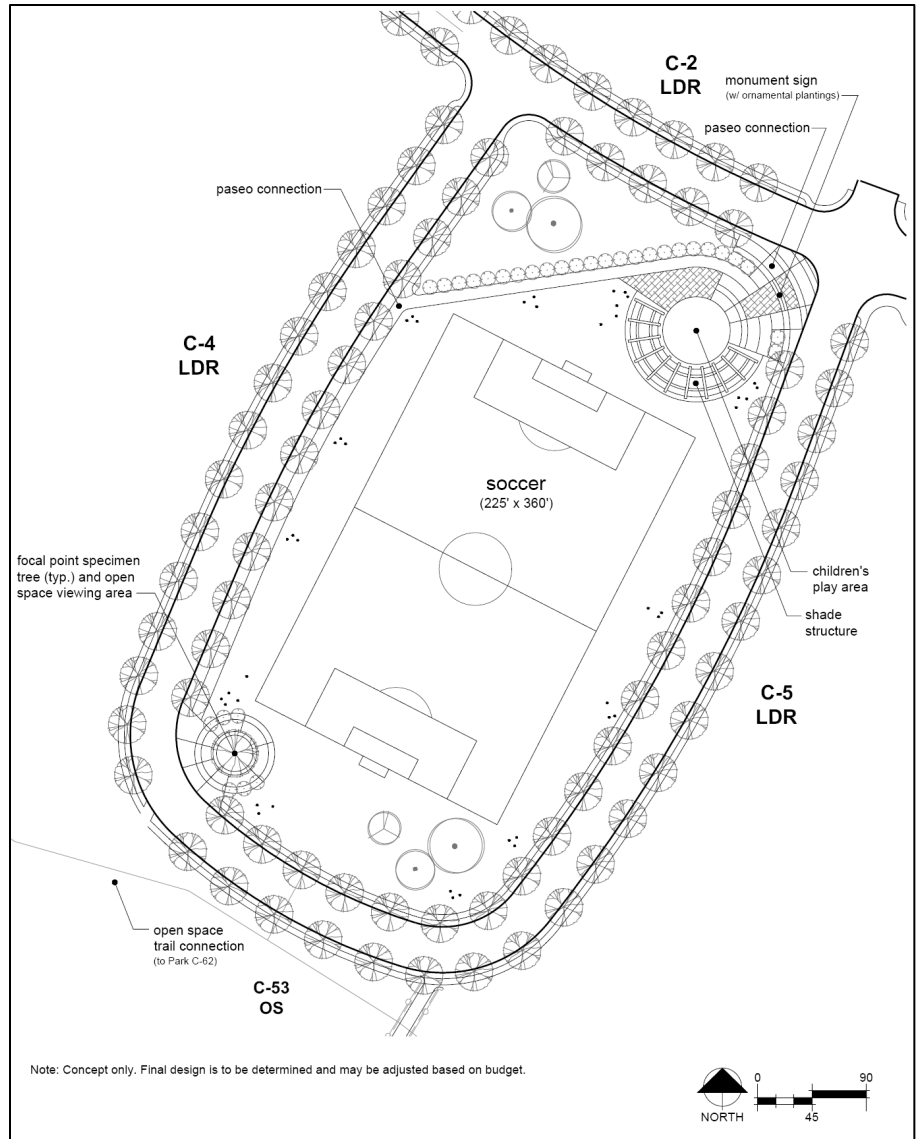 C-2
LDR
monument sign
(w/ ornamental plantings)
paseo connection
paseo connection
C-4
LDR
soccer
(225' x 360')
focal point specimen
tree (typ.) and open
space viewing area
children's
play area
shade
structure
C-5
LDR
open space
trail connection
(to Park C-62)
C-53
OS
Note: Concept only. Final design is to be determined and may be adjusted based on budget.
NORTH
0
90
45